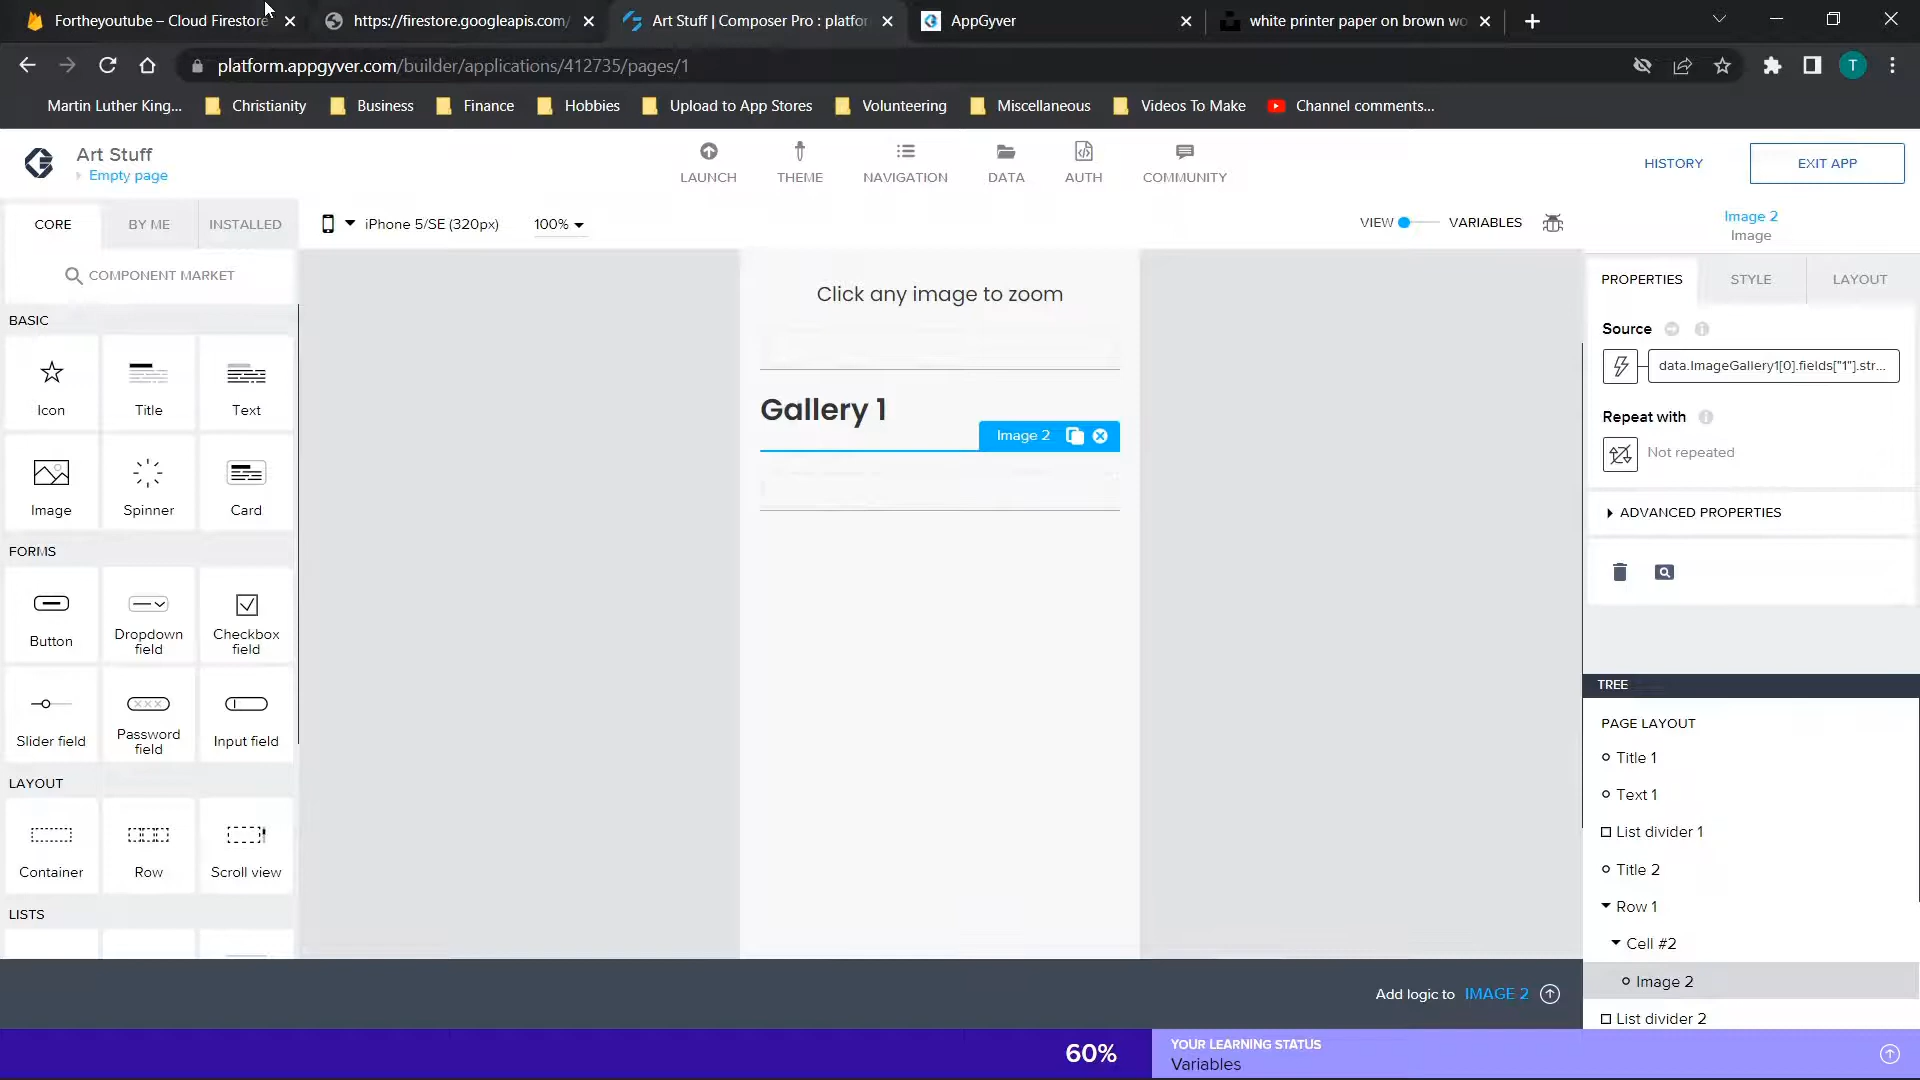 Fortheyoutube – Cloud Firestore
https://firestore.googleapis.com/
Art Stuff | Composer Pro : platfor
AppGyver
white printer paper on brown wo
platform.appgyver.com/builder/applications/412735/pages/1
T
Martin Luther King...
Christianity
Business
Finance
Hobbies
Upload to App Stores
Volunteering
Miscellaneous
Videos To Make
Channel comments...
Art Stuff
Empty page
LAUNCH
THEME
NAVIGATION
DATA
AUTH
COMMUNITY
HISTORY
EXIT APP
CORE
BY ME
INSTALLED
iPhone 5/SE (320px)
100%
VIEW
VARIABLES
Image 2
Image
COMPONENT MARKET
PROPERTIES
STYLE
LAYOUT
BASIC
Icon
Title
Text
Image
Spinner
Card
FORMS
Button
Dropdown
field
Checkbox
field
Slider field
Password
field
Input field
LAYOUT
Container
Row
Scroll view
LISTS
Click any image to zoom
Gallery 1
Image 2
Source
data.ImageGallery1[0].fields["1"].str...
Repeat with
Not repeated
ADVANCED PROPERTIES
TREE
PAGE LAYOUT
Title 1
Text 1
List divider 1
Title 2
Row 1
Cell #2
Image 2
List divider 2
Add logic to IMAGE 2
60%
YOUR LEARNING STATUS
Variables